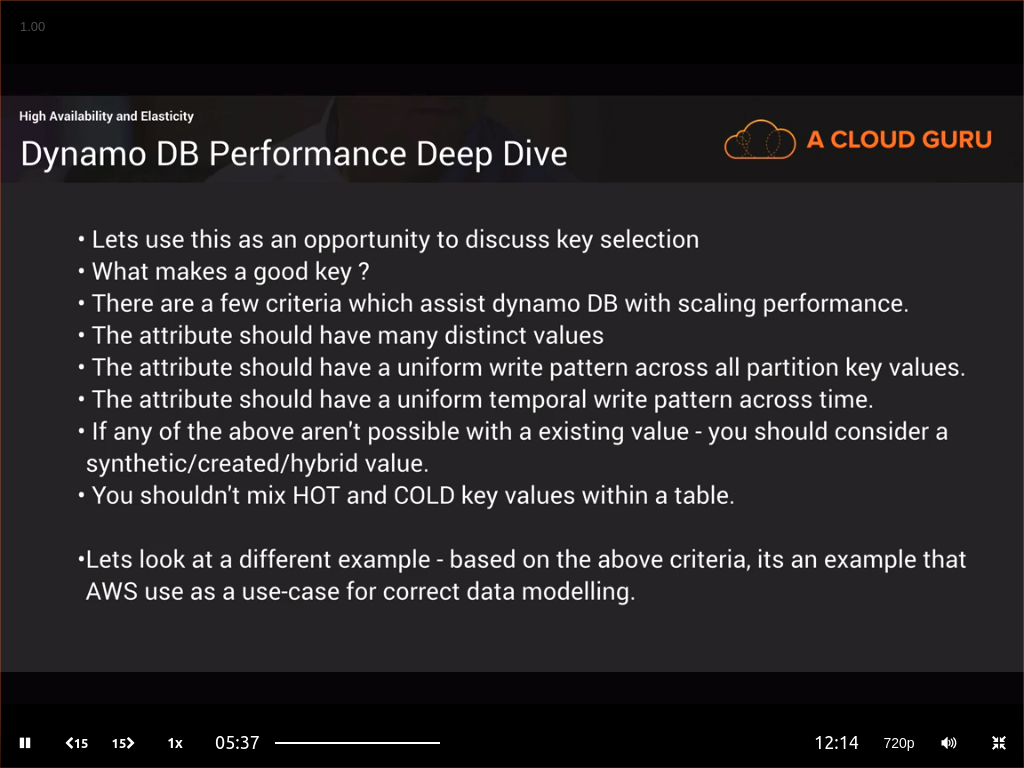 1.00
High Availability and Elasticity
Dynamo DB Performance Deep Dive
A CLOUD GURU
• Lets use this as an opportunity to discuss key selection
• What makes a good key ?
• There are a few criteria which assist dynamo DB with scaling performance.
• The attribute should have many distinct values
• The attribute should have a uniform write pattern across all partition key values.
• The attribute should have a uniform temporal write pattern across time.
• If any of the above aren't possible with a existing value - you should consider a
synthetic/created/hybrid value.
• You shouldn't mix HOT and COLD key values within a table.
•Lets look at a different example - based on the above criteria, its an example that
AWS use as a use-case for correct data modelling.
15 15 1x 05:37 12:14 720p